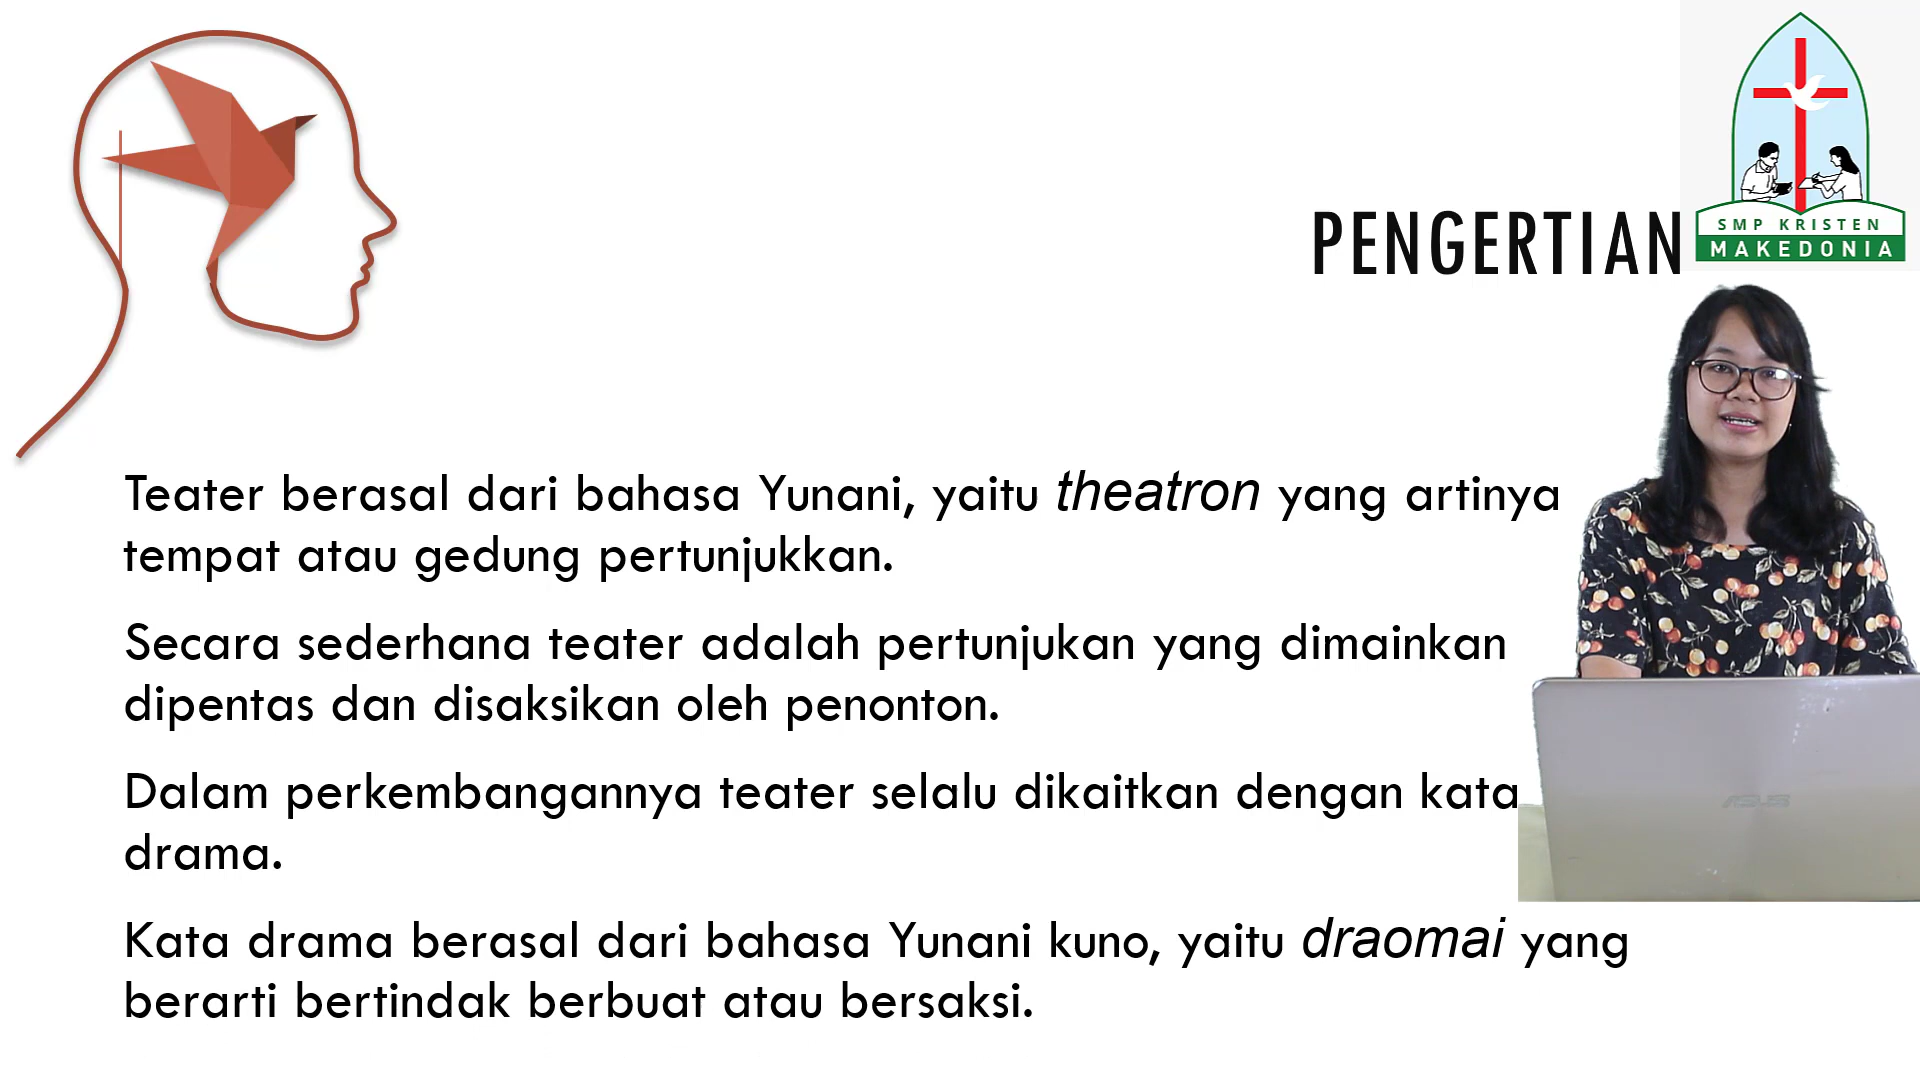 PENGERTIAN
SMP KRISTEN
MAKEDONIA
Teater berasal dari bahasa Yunani, yaitu theatron yang artinya
tempat atau gedung pertunjukkan.
Secara sederhana teater adalah pertunjukan yang dimainkan
dipentas dan disaksikan oleh penonton.
Dalam perkembangannya teater selalu dikaitkan dengan kata
drama.
Kata drama berasal dari bahasa Yunani kuno, yaitu draomai yang
berarti bertindak berbuat atau bersaksi.
ASUS